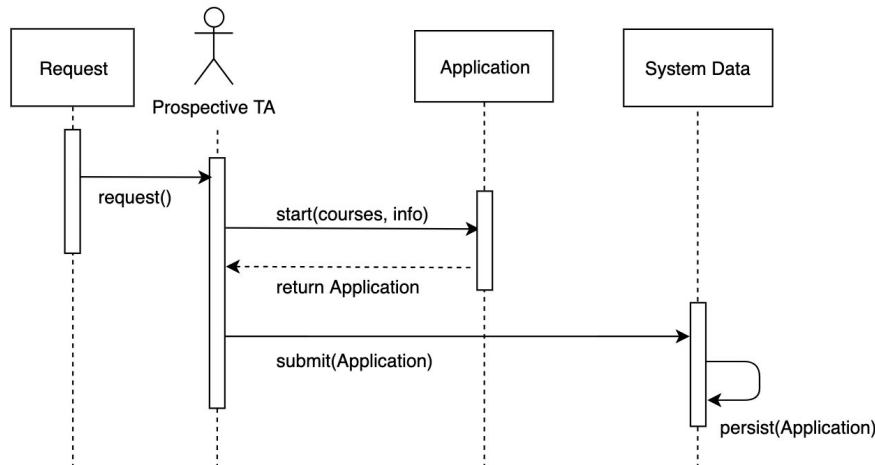 Request
Prospective TA
Application
System Data
request()
start(courses, info)
return Application
submit(Application)
persist(Application)